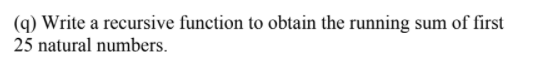 (q) Write a recursive function to obtain the running sum of first
25 natural numbers.